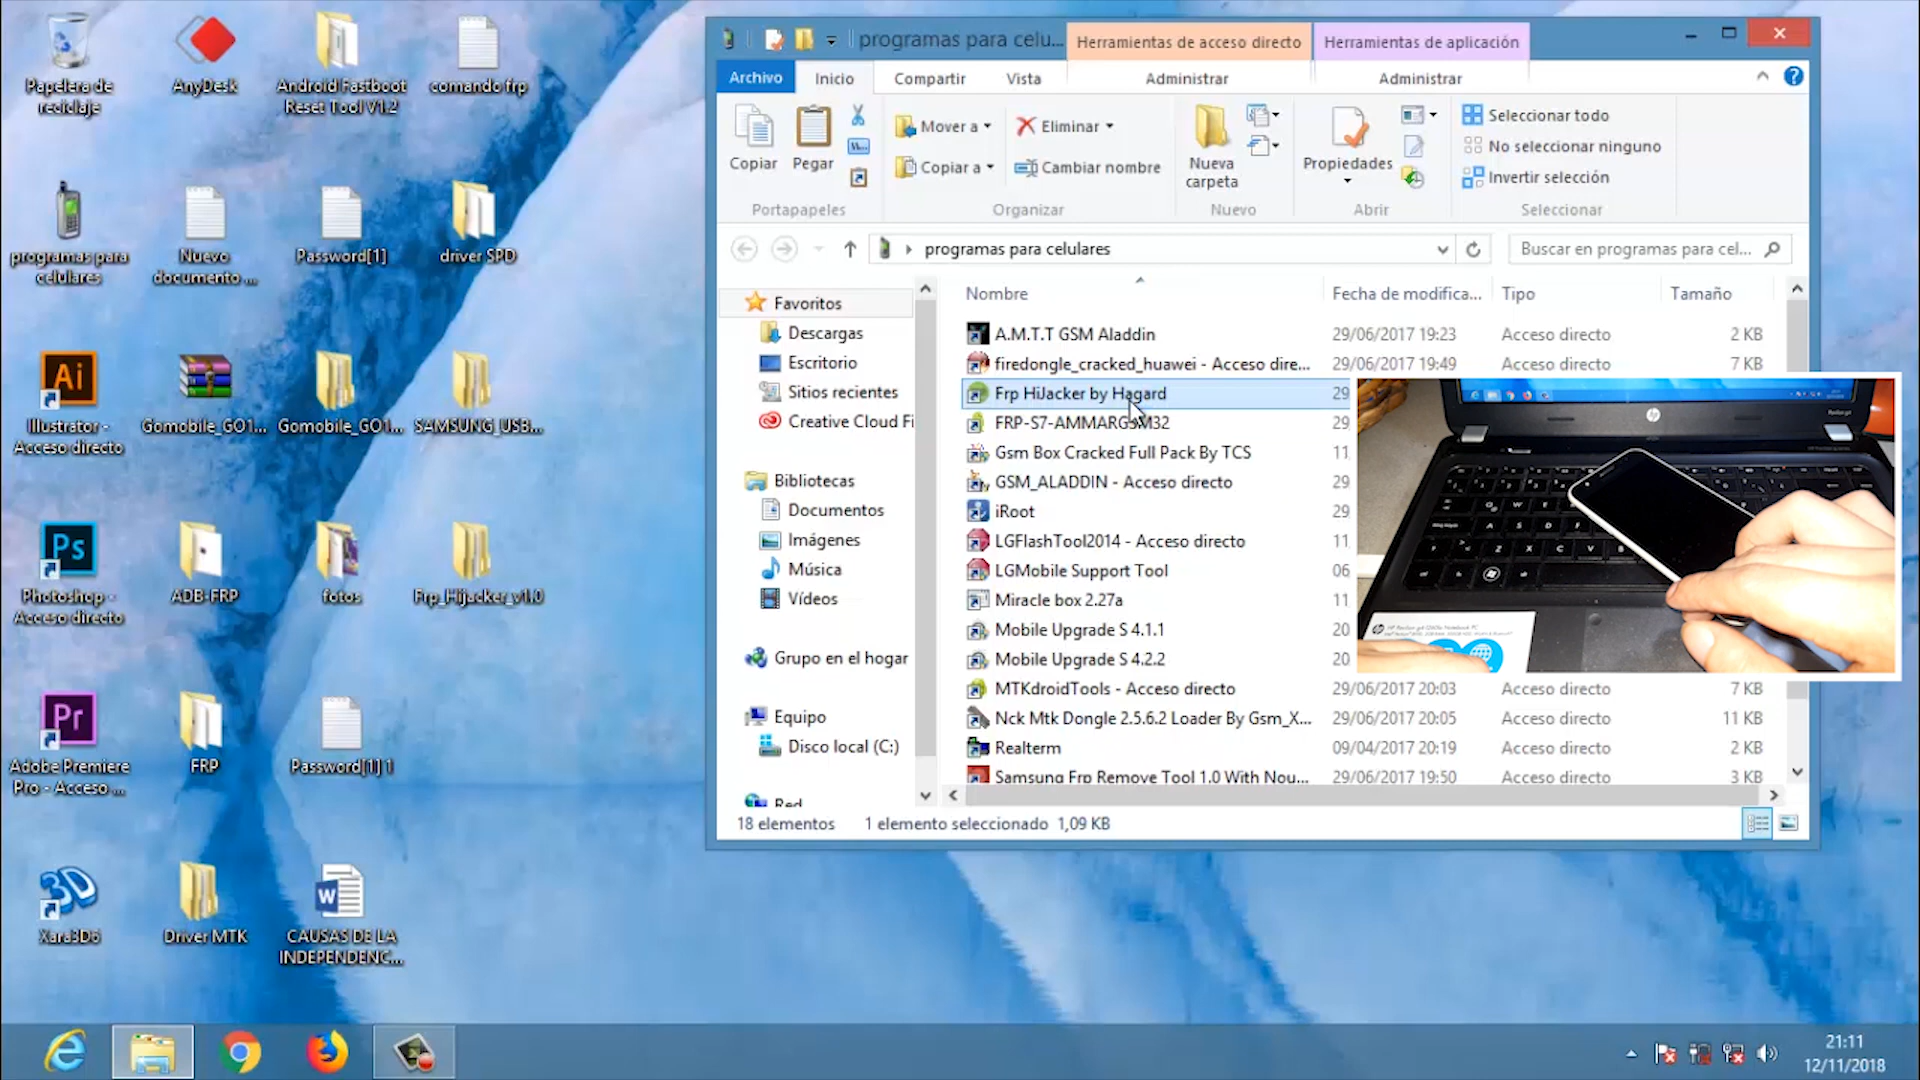 Papelera de
reciclaje
AnyDesk
Android Fastboot
Reset Tool V1.2
comando frp
programas para
celulares
Nuevo
documento ...
Password[1]
driver SPD
Illustrator -
Acceso directo
Gomobile_GO1...
Gomobile_GO1...
SAMSUNG_USB...
Photoshop -
Acceso directo
ADB-FRP
fotos
Frp_Hijacker_v1.0
Adobe Premiere
Pro - Acceso ...
FRP
Password[1] 1
Xara3D6
Driver MTK
CAUSAS DE LA
INDEPENDENC...
programas para celu...
Herramientas de acceso directo
Herramientas de aplicación
Archivo
Inicio
Compartir
Vista
Administrar
Administrar
Copiar
Pegar
Mover a
Copiar a
Eliminar
Cambiar nombre
Nueva
carpeta
Propiedades
Seleccionar todo
No seleccionar ninguno
Invertir selección
Portapapeles
Organizar
Nuevo
Abrir
Seleccionar
programas para celulares
Buscar en programas para cel...
Favoritos
Descargas
Escritorio
Sitios recientes
Creative Cloud Fi
Bibliotecas
Documentos
Imágenes
Música
Vídeos
Grupo en el hogar
Equipo
Disco local (C:)
Red
Nombre Fecha de modifica... Tipo Tamaño
A.M.T.T GSM Aladdin 29/06/2017 19:23 Acceso directo 2 KB
firedongle_cracked_huawei - Acceso dire... 29/06/2017 19:49 Acceso directo 7 KB
Frp HiJacker by Hagard 29
FRP-S7-AMMARGSM32 29
Gsm Box Cracked Full Pack By TCS 11
GSM_ALADDIN - Acceso directo 29
iRoot 29
LGFlashTool2014 - Acceso directo 11
LGMobile Support Tool 06
Miracle box 2.27a 11
Mobile Upgrade S 4.1.1 20
Mobile Upgrade S 4.2.2 20
MTKdroidTools - Acceso directo 29/06/2017 20:03 Acceso directo 7 KB
Nck Mtk Dongle 2.5.6.2 Loader By Gsm_X... 29/06/2017 20:05 Acceso directo 11 KB
Realterm 09/04/2017 20:19 Acceso directo 2 KB
Samsung Frp Remove Tool 1.0 With Nou... 29/06/2017 19:50 Acceso directo 3 KB
18 elementos 1 elemento seleccionado 1,09 KB
21:11
12/11/2018